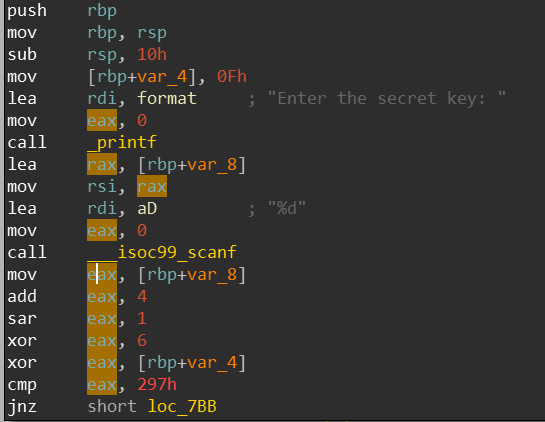 push    rbp
mov     rbp, rsp
sub     rsp, 10h
mov     [rbp+var_4], 0Fh
lea     rdi, format     ; "Enter the secret key: "
mov     eax, 0
call    _printf
lea     rax, [rbp+var_8]
mov     rsi, rax
lea     rdi, aD         ; "%d"
mov     eax, 0
call    ___isoc99_scanf
mov     eax, [rbp+var_8]
add     eax, 4
sar     eax, 1
xor     eax, 6
xor     eax, [rbp+var_4]
cmp     eax, 297h
jnz     short loc_7BB